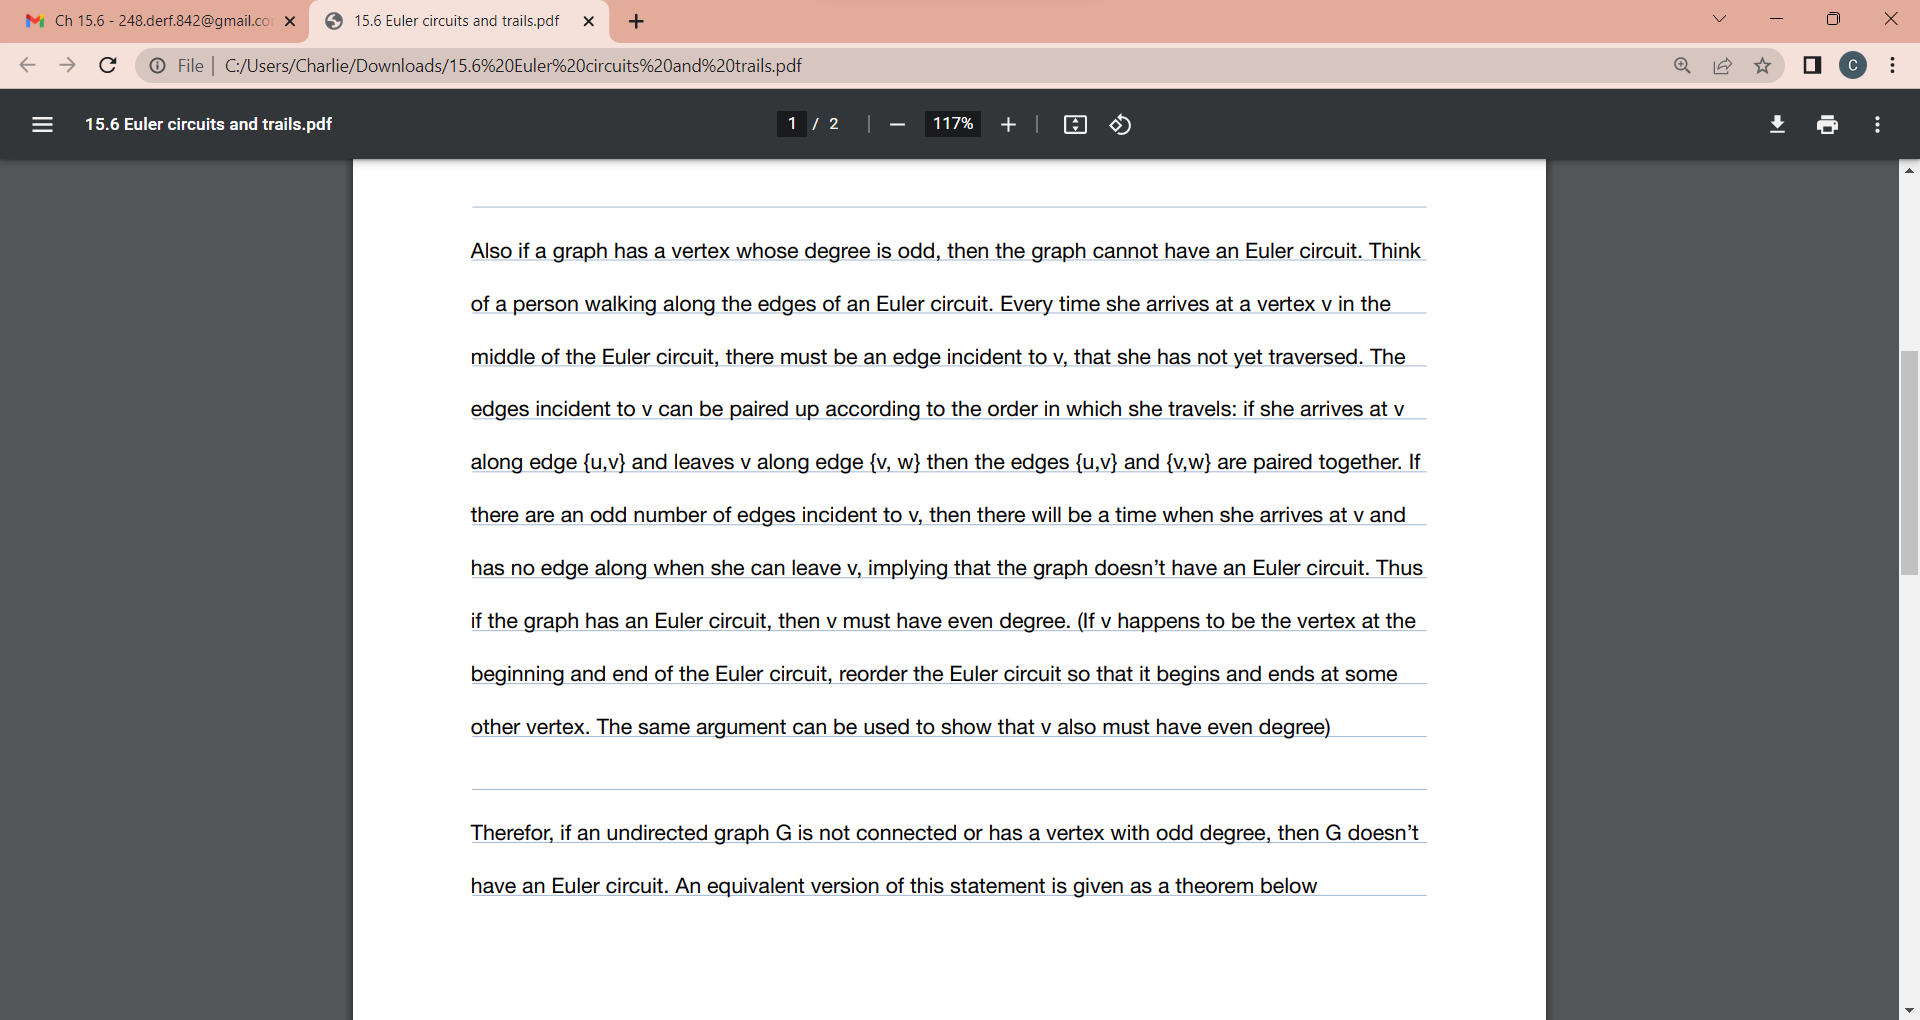 Ch 15.6 - 248.derf.842@gmail.co
15.6 Euler circuits and trails.pdf
File | C:/Users/Charlie/Downloads/15.6%20Euler%20circuits%20and%20trails.pdf
C
15.6 Euler circuits and trails.pdf
1 / 2 | − 117% + |
Also if a graph has a vertex whose degree is odd, then the graph cannot have an Euler circuit. Think
of a person walking along the edges of an Euler circuit. Every time she arrives at a vertex v in the
middle of the Euler circuit, there must be an edge incident to v, that she has not yet traversed. The
edges incident to v can be paired up according to the order in which she travels: if she arrives at v
along edge {u,v} and leaves v along edge {v, w} then the edges {u,v} and {v,w} are paired together. If
there are an odd number of edges incident to v, then there will be a time when she arrives at v and
has no edge along when she can leave v, implying that the graph doesn’t have an Euler circuit. Thus
if the graph has an Euler circuit, then v must have even degree. (If v happens to be the vertex at the
beginning and end of the Euler circuit, reorder the Euler circuit so that it begins and ends at some
other vertex. The same argument can be used to show that v also must have even degree)
Therefor, if an undirected graph G is not connected or has a vertex with odd degree, then G doesn’t
have an Euler circuit. An equivalent version of this statement is given as a theorem below